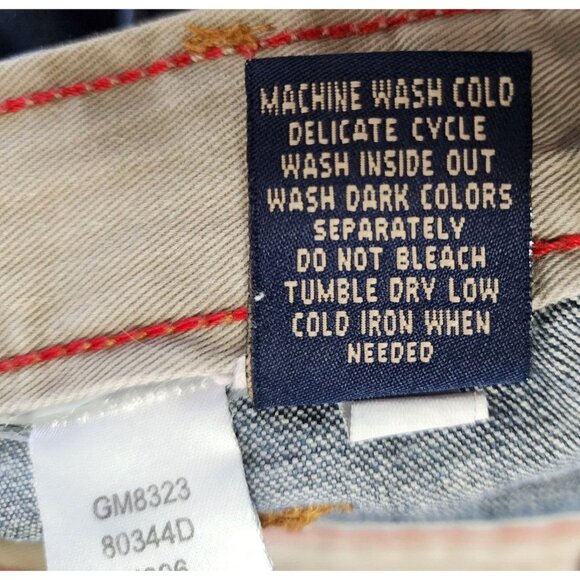 MACHINE WASH COLD
DELICATE CYCLE
WASH INSIDE OUT
WASH DARK COLORS
SEPARATELY
DO NOT BLEACH
TUMBLE DRY LOW
COLD IRON WHEN
NEEDED
GM8323
80344D